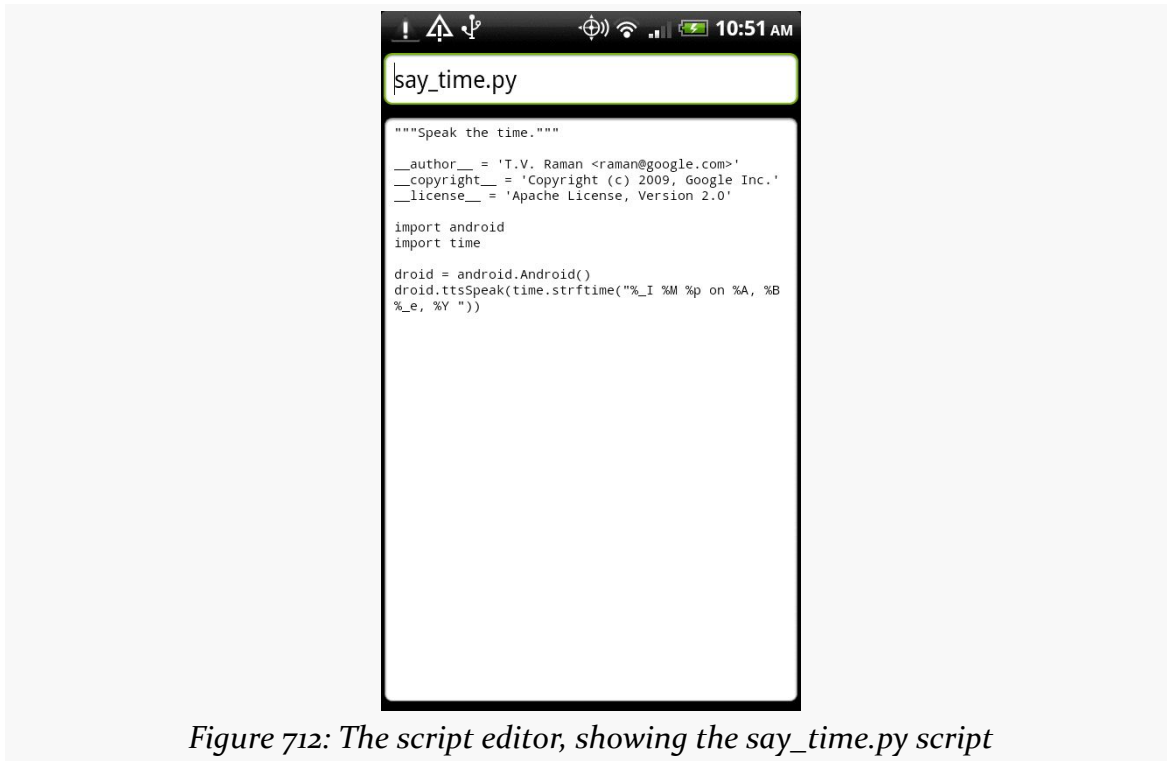 10:51 AM
say_time.py
"""Speak the time."""
__author__ = 'T.V. Raman <raman@google.com>'
__copyright__ = 'Copyright (c) 2009, Google Inc.'
__license__ = 'Apache License, Version 2.0'
import android
import time
droid = android.Android()
droid.ttsSpeak(time.strftime("%_I %M %p on %A, %B
%_e, %Y "))
Figure 712: The script editor, showing the say_time.py script